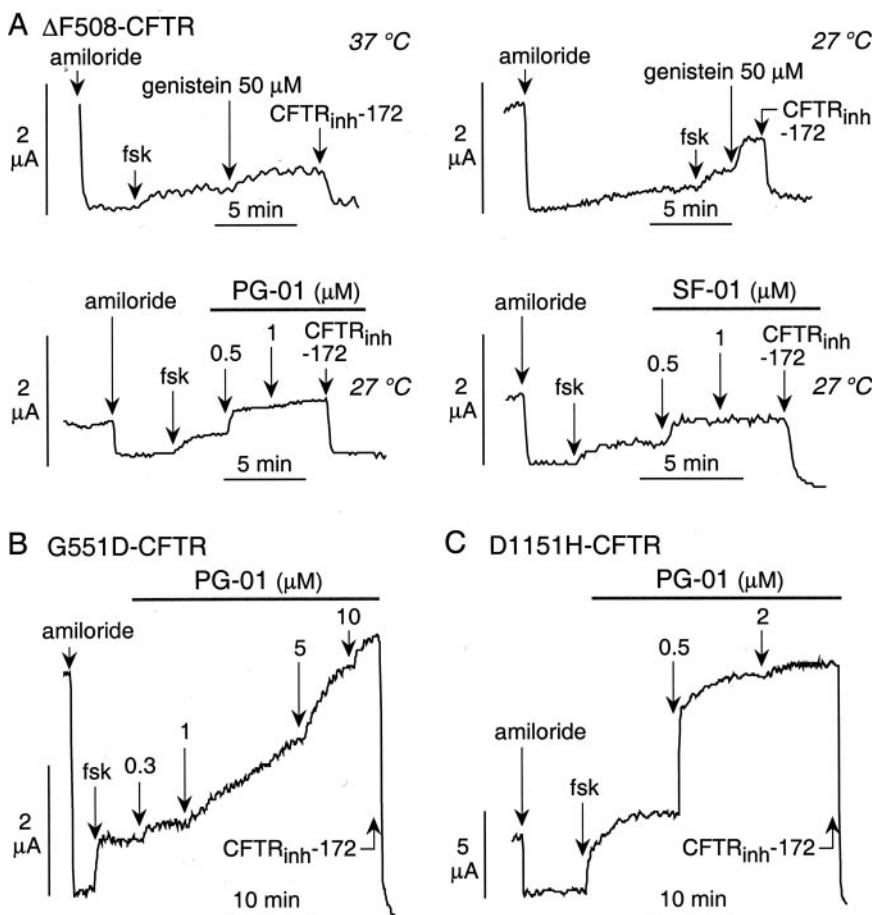 A ΔF508-CFTR
37 °C
amiloride
genistein 50 μM
CFTRinh-172
fsk
2
μA
5 min
27 °C
amiloride
genistein 50 μM
CFTRinh
-172
fsk
2
μA
5 min
PG-01 (μM)
amiloride
1
CFTRinh
-172
0.5
fsk
27 °C
2
μA
5 min
SF-01 (μM)
amiloride
1
CFTRinh
-172
0.5
fsk
27 °C
2
μA
5 min
B G551D-CFTR
PG-01 (μM)
amiloride
10
5
1
fsk
0.3
2
μA
CFTRinh-172
10 min
C D1151H-CFTR
PG-01 (μM)
2
0.5
amiloride
fsk
5
μA
CFTRinh-172
10 min